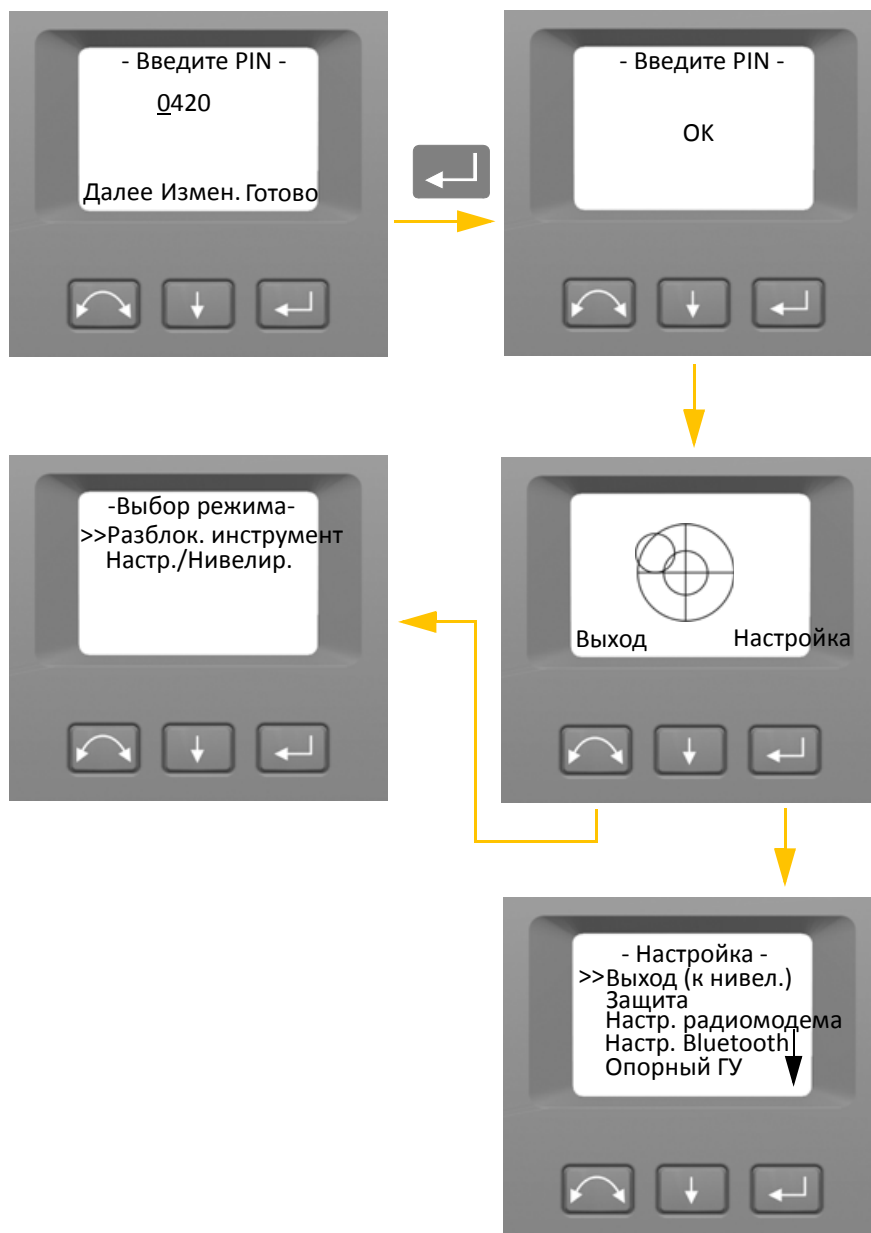 - Введите PIN -
0420
Далее Измен. Готово
- Введите PIN -
OK
-Выбор режима-
>>Разблок. инструмент
Настр./Нивелир.
Выход Настройка
- Настройка -
>>Выход (к нивел.)
Защита
Настр. радиомодема
Настр. Bluetooth
Опорный ГУ